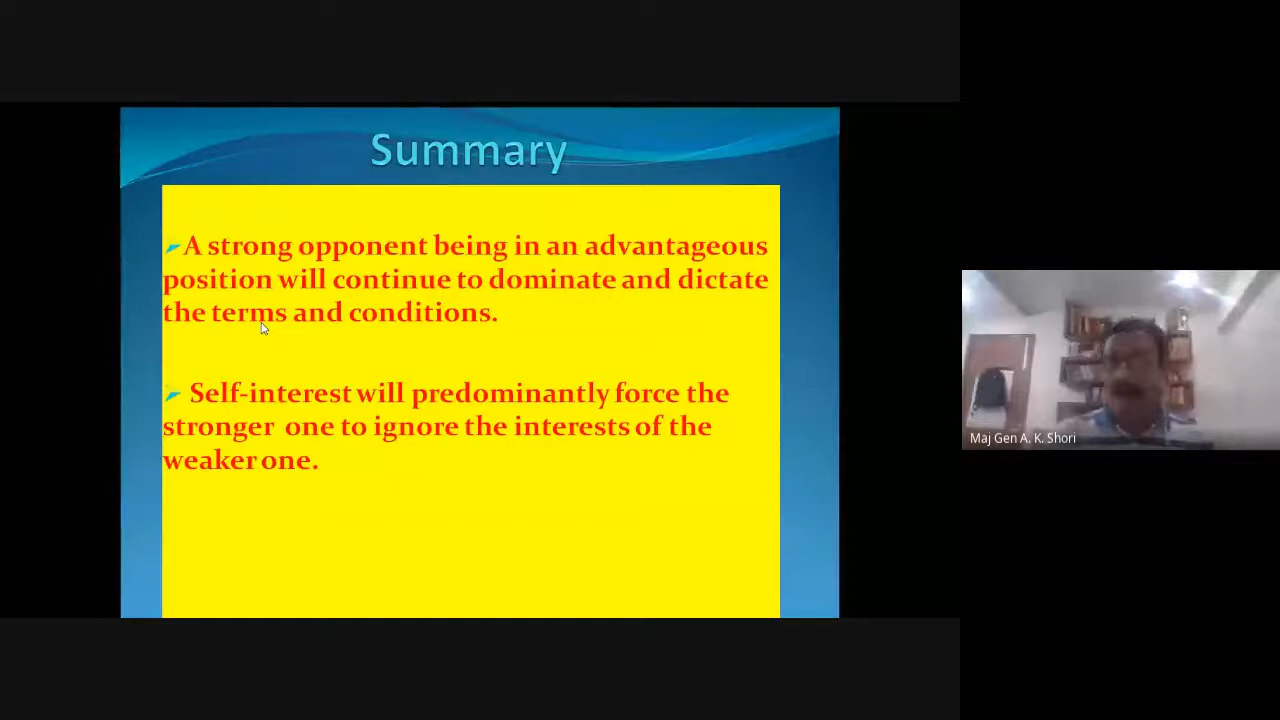 Summary
A strong opponent being in an advantageous
position will continue to dominate and dictate
the terms and conditions.
Self-interest will predominantly force the
stronger one to ignore the interests of the
weaker one.
Maj Gen A. K. Shori